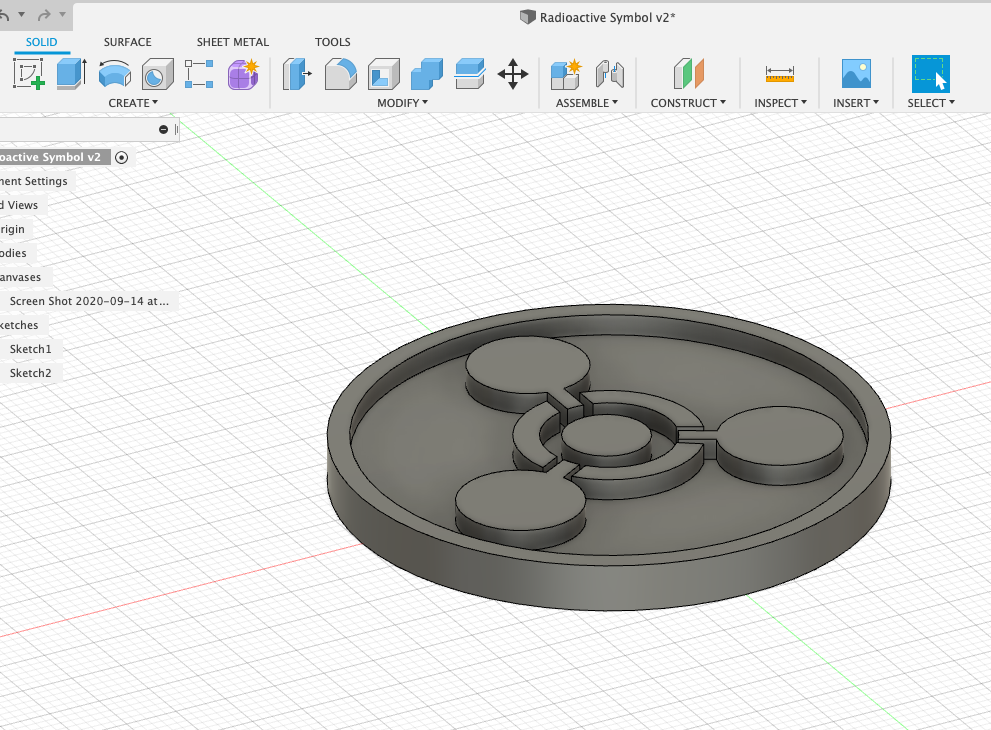 Radioactive Symbol v2*
SOLID SURFACE SHEET METAL TOOLS
CREATE MODIFY ASSEMBLE CONSTRUCT INSPECT INSERT SELECT
oactive Symbol v2
ment Settings
d Views
rigin
odies
anvases
Screen Shot 2020-09-14 at...
ketches
Sketch1
Sketch2